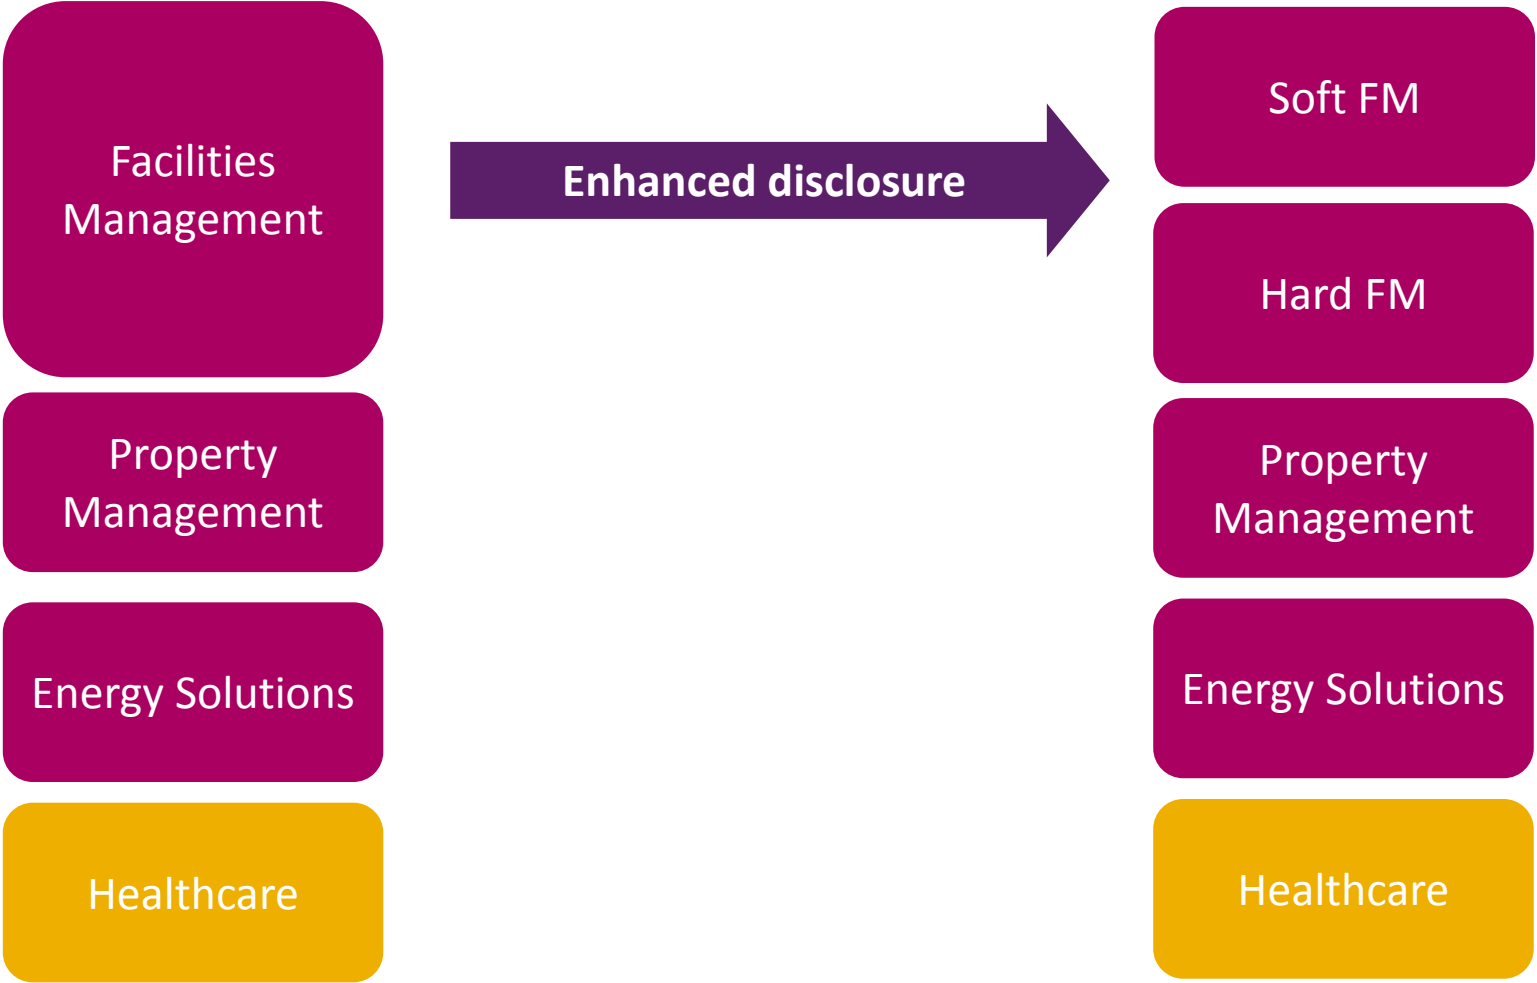 Facilities
Management
Property
Management
Energy Solutions
Healthcare
Enhanced disclosure
Soft FM
Hard FM
Property
Management
Energy Solutions
Healthcare